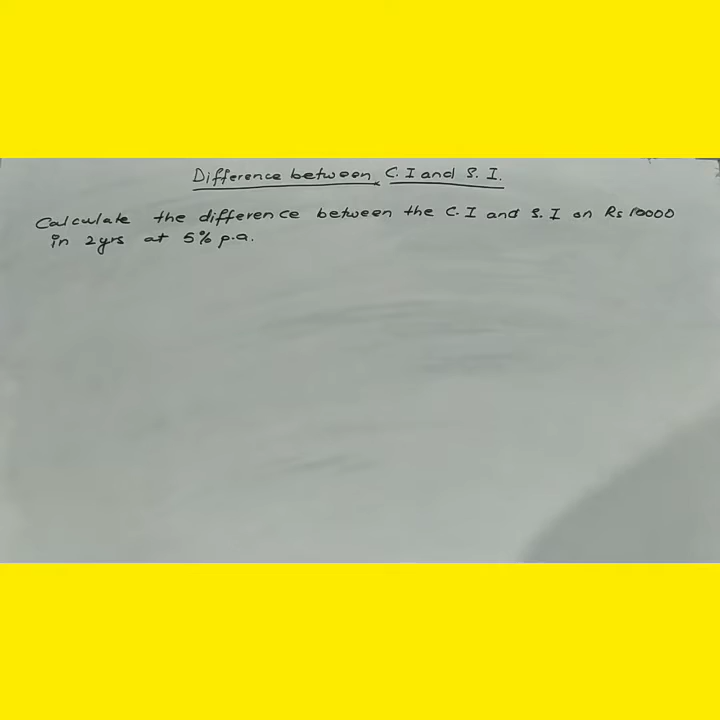 Difference between C.I and S.I.
Calculate the difference between the C.I and S.I on Rs 10000
in 2yrs at 5% p.a.